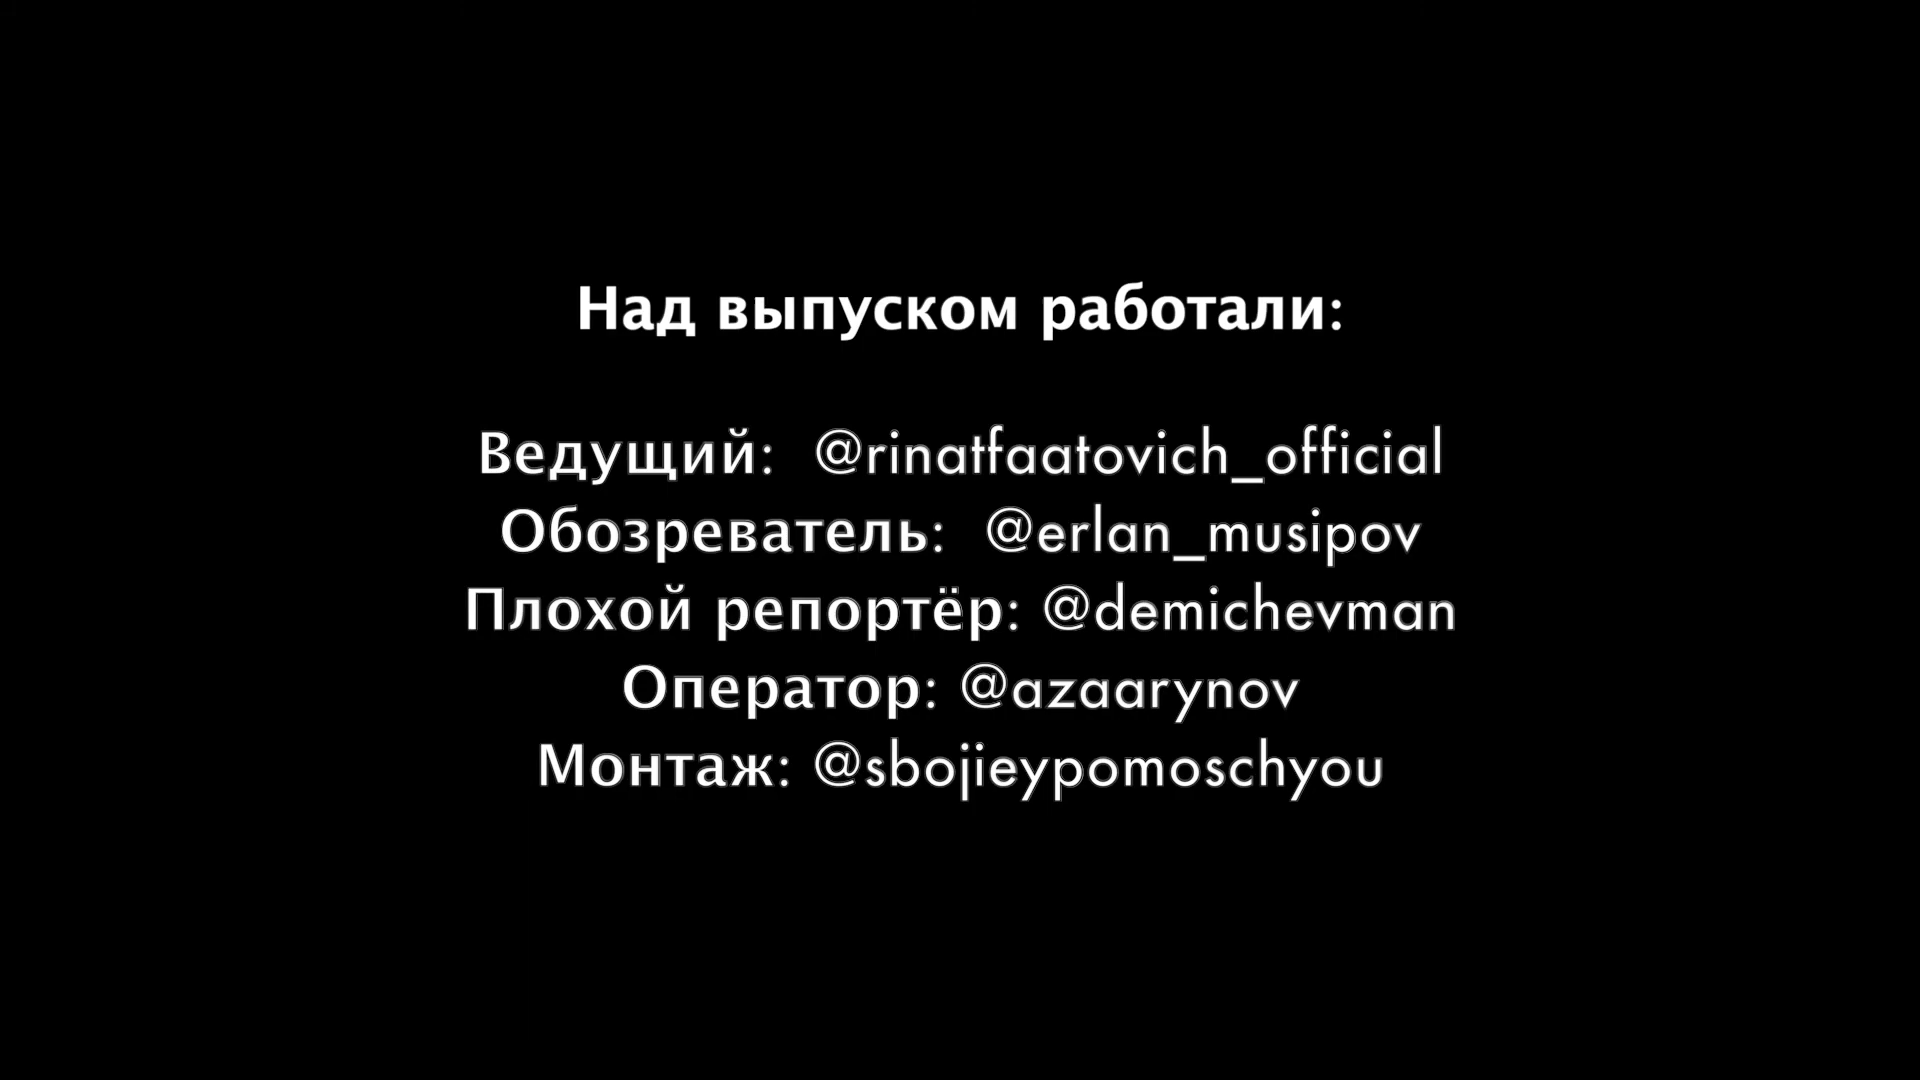 Над выпуском работали:
Ведущий: @rinatfaatovich_official
Обозреватель: @erlan_musipov
Плохой репортёр: @demichevman
Оператор: @azaarynov
Монтаж: @sbojieypomoschyou